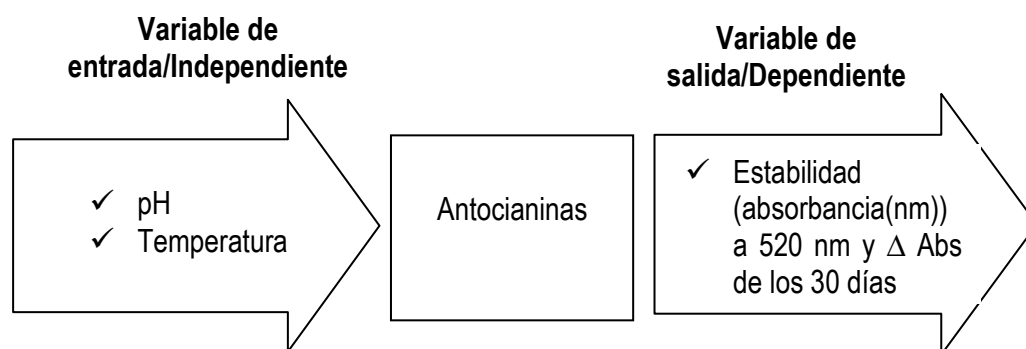 Variable de
entrada/Independiente
✓ pH
✓ Temperatura
Antocianinas
Variable de
salida/Dependiente
✓ Estabilidad
(absorbancia(nm))
a 520 nm y Δ Abs
de los 30 días